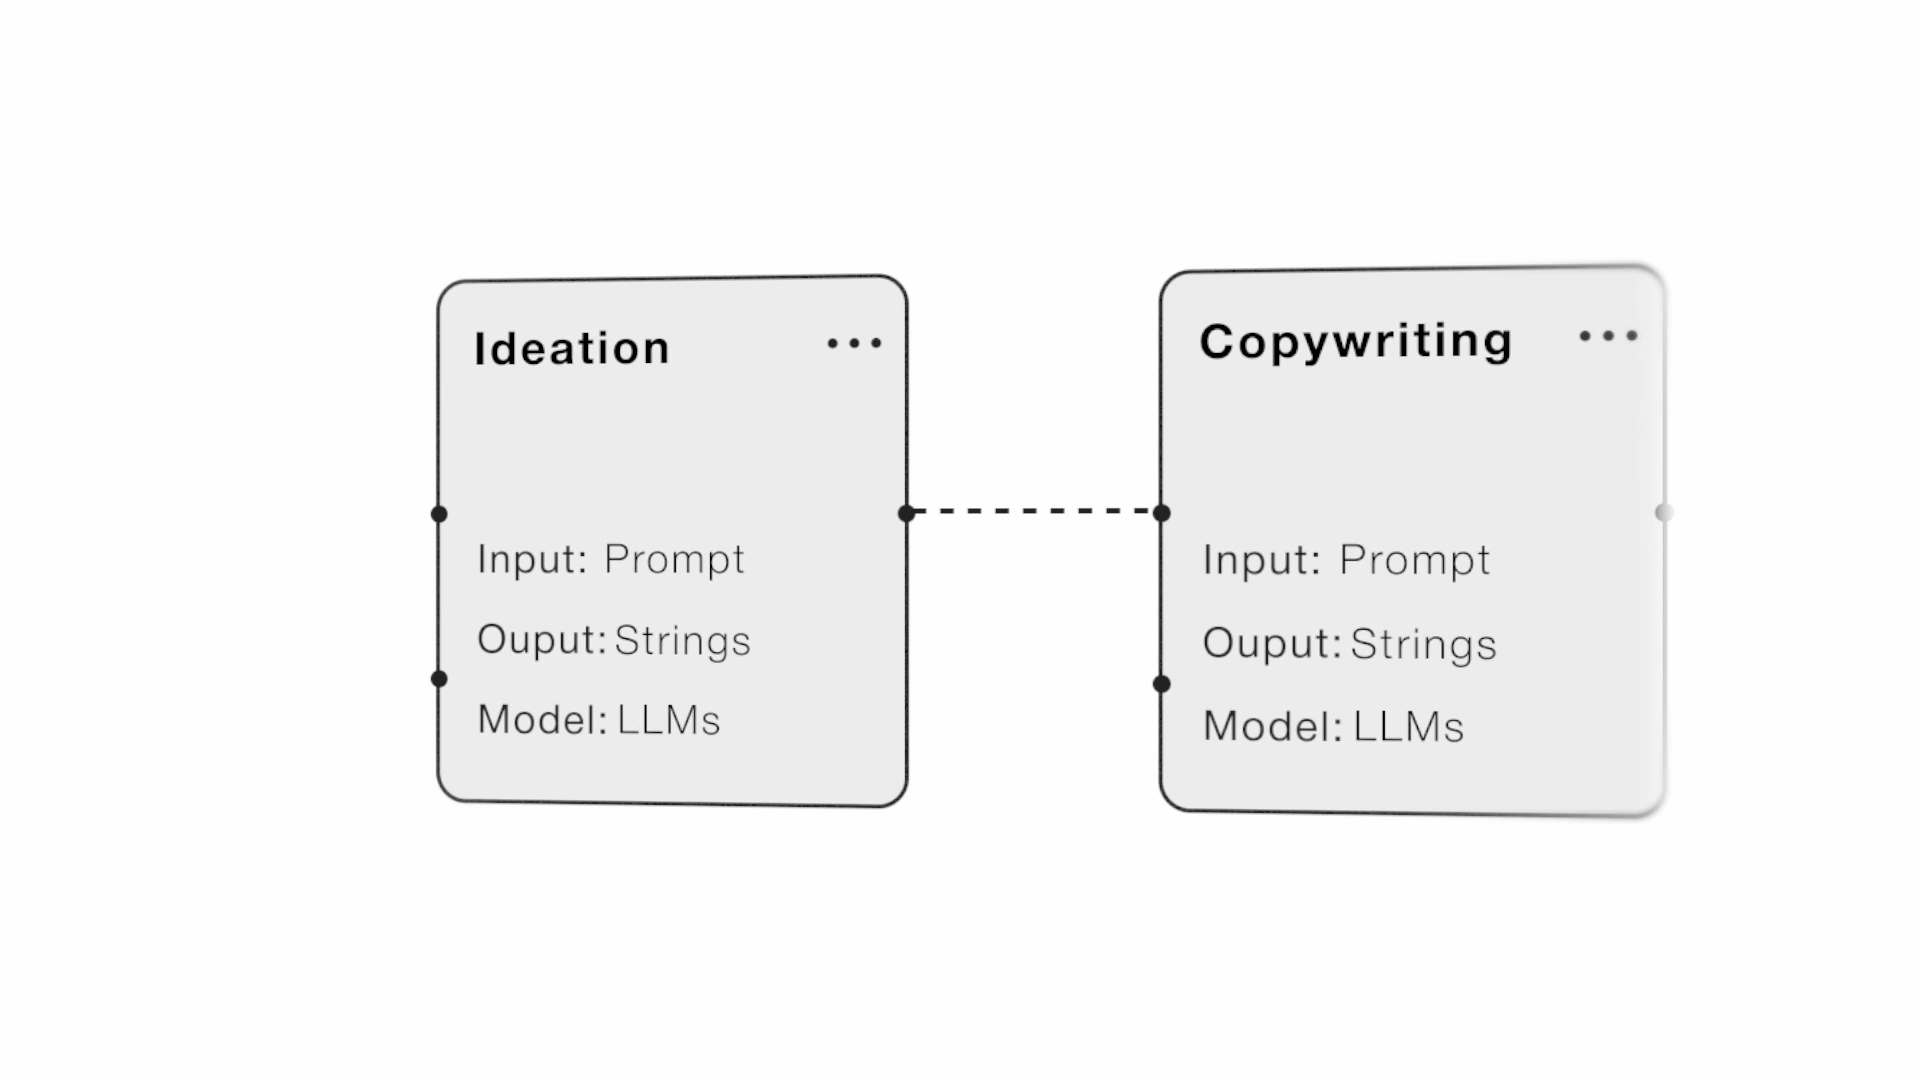 Ideation
Input: Prompt
Ouput: Strings
Model: LLMs
Copywriting
Input: Prompt
Ouput: Strings
Model: LLMs